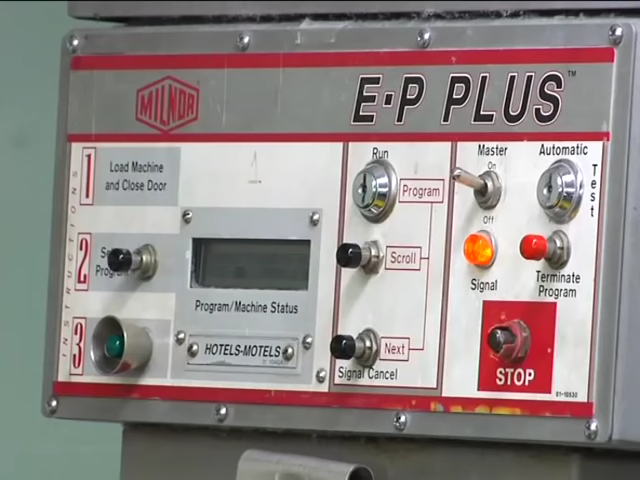 MILNOR
E·P PLUS™
INSTRUCTIONS
1
Load Machine
and Close Door
2
3
Program/Machine Status
HOTELS-MOTELS
Run
Program
Scroll
Next
Signal Cancel
Master
On
Off
Signal
Automatic
Test
Terminate
Program
STOP